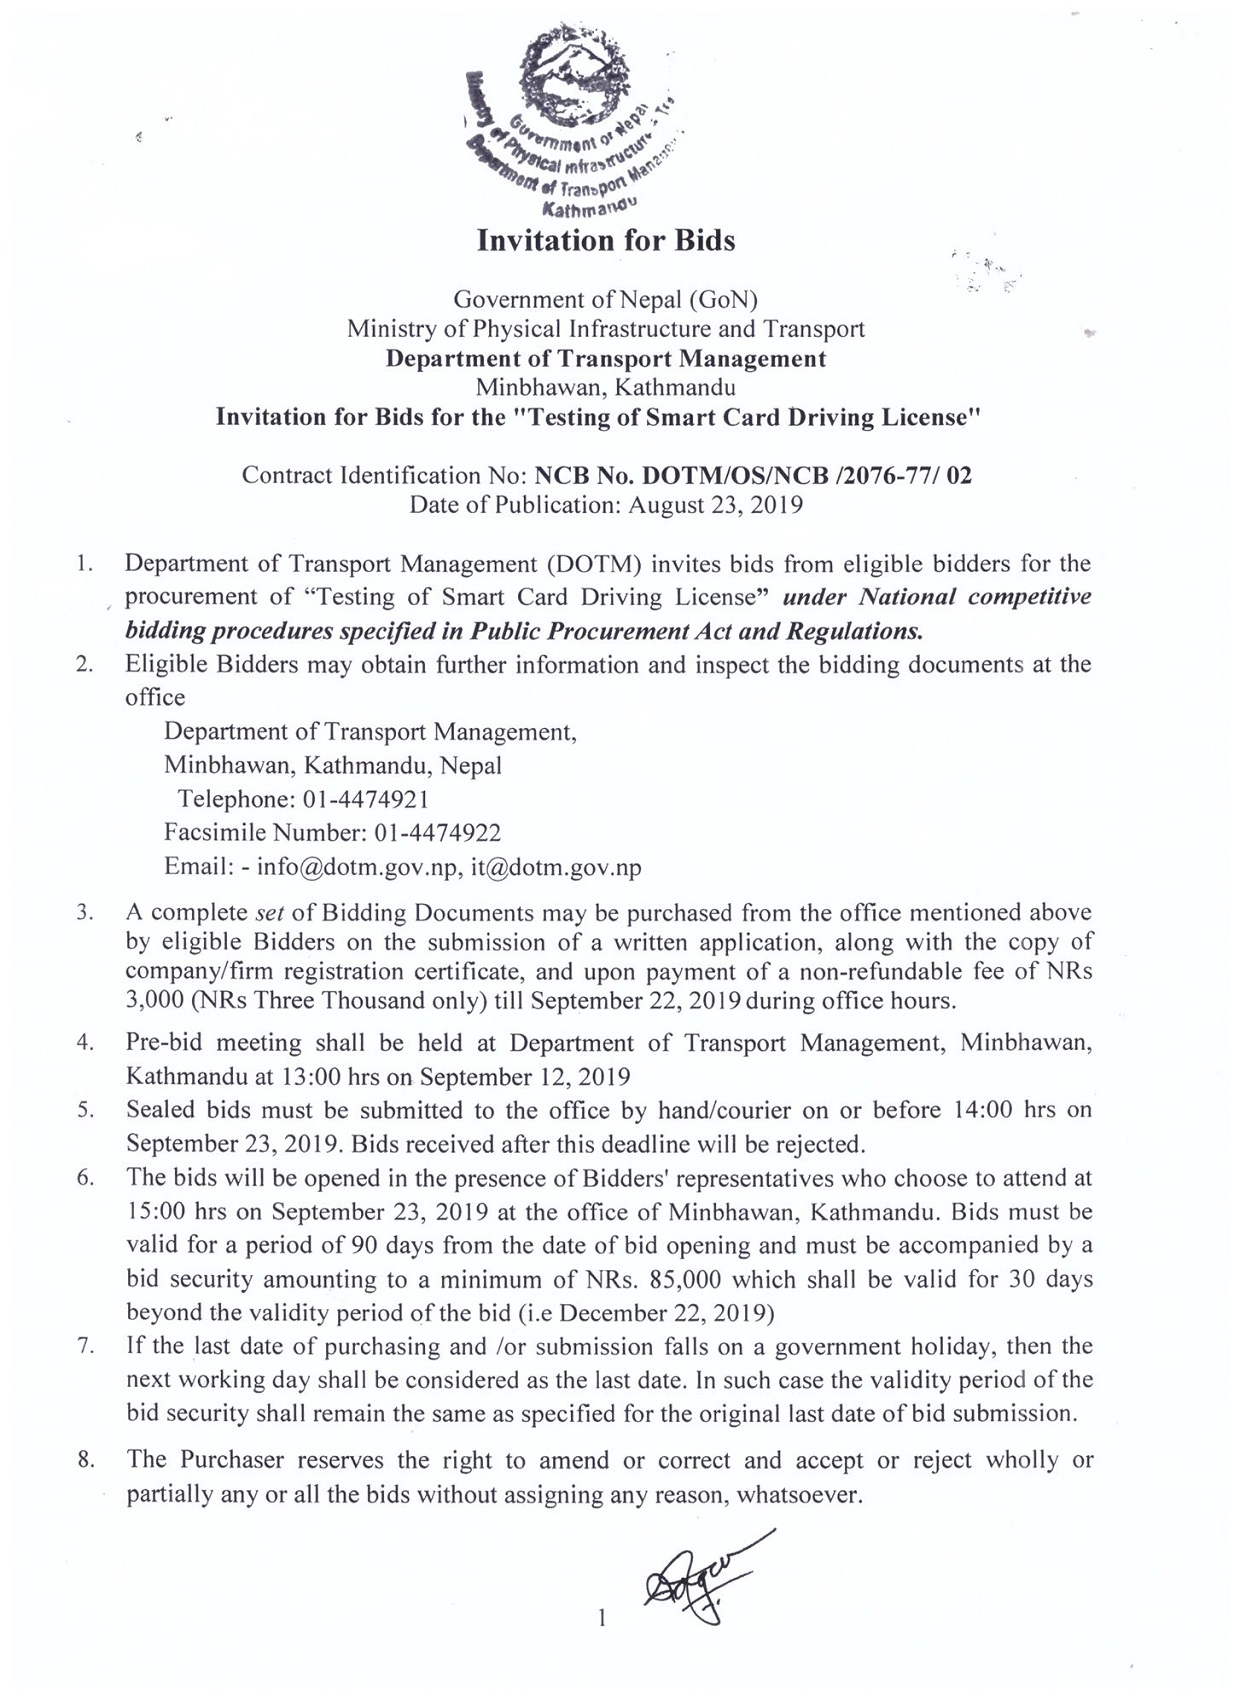 Government of Nepal
Ministry of Physical Infrastructure
Department of Transport
Kathmandu
Invitation for Bids
Government of Nepal (GoN)
Ministry of Physical Infrastructure and Transport
Department of Transport Management
Minbhawan, Kathmandu
Invitation for Bids for the "Testing of Smart Card Driving License"
Contract Identification No: NCB No. DOTM/OS/NCB /2076-77/ 02
Date of Publication: August 23, 2019
1. Department of Transport Management (DOTM) invites bids from eligible bidders for the
procurement of “Testing of Smart Card Driving License” under National competitive
bidding procedures specified in Public Procurement Act and Regulations.
2. Eligible Bidders may obtain further information and inspect the bidding documents at the
office
Department of Transport Management,
Minbhawan, Kathmandu, Nepal
Telephone: 01-4474921
Facsimile Number: 01-4474922
Email: - info@dotm.gov.np, it@dotm.gov.np
3. A complete set of Bidding Documents may be purchased from the office mentioned above
by eligible Bidders on the submission of a written application, along with the copy of
company/firm registration certificate, and upon payment of a non-refundable fee of NRs
3,000 (NRs Three Thousand only) till September 22, 2019 during office hours.
4. Pre-bid meeting shall be held at Department of Transport Management, Minbhawan,
Kathmandu at 13:00 hrs on September 12, 2019
5. Sealed bids must be submitted to the office by hand/courier on or before 14:00 hrs on
September 23, 2019. Bids received after this deadline will be rejected.
6. The bids will be opened in the presence of Bidders' representatives who choose to attend at
15:00 hrs on September 23, 2019 at the office of Minbhawan, Kathmandu. Bids must be
valid for a period of 90 days from the date of bid opening and must be accompanied by a
bid security amounting to a minimum of NRs. 85,000 which shall be valid for 30 days
beyond the validity period of the bid (i.e December 22, 2019)
7. If the last date of purchasing and /or submission falls on a government holiday, then the
next working day shall be considered as the last date. In such case the validity period of the
bid security shall remain the same as specified for the original last date of bid submission.
8. The Purchaser reserves the right to amend or correct and accept or reject wholly or
partially any or all the bids without assigning any reason, whatsoever.
1